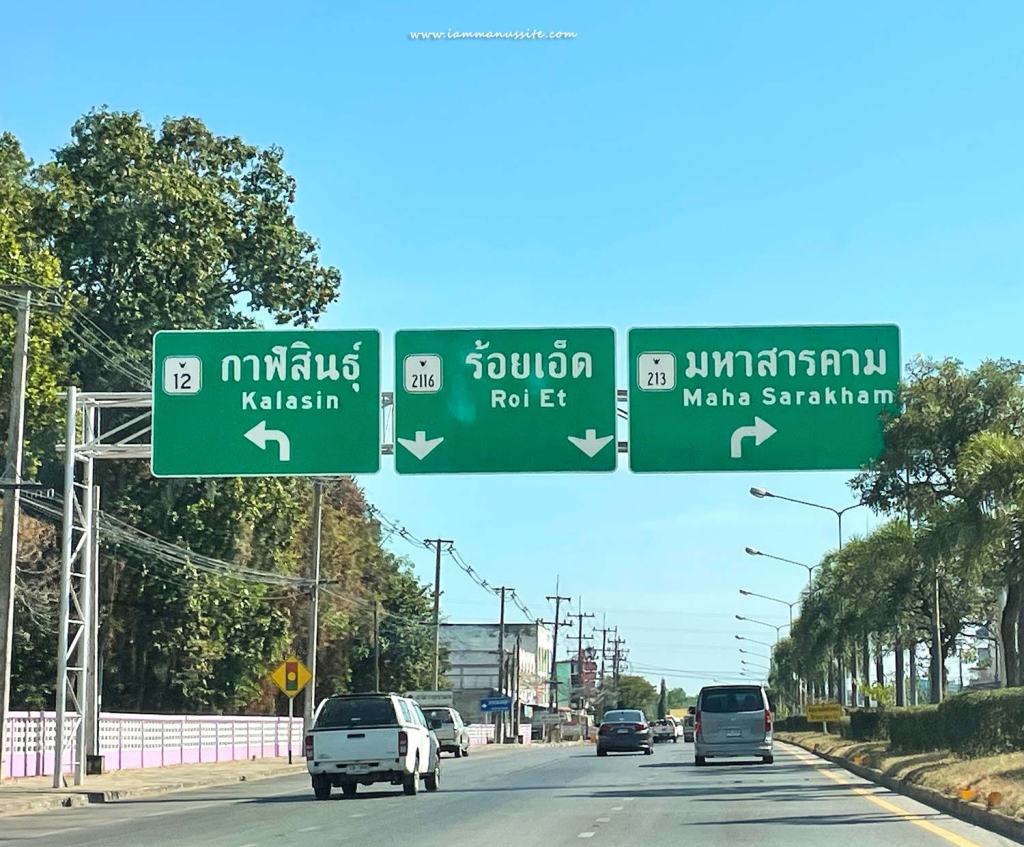 www.iammanussite.com
12
กาฬสินธุ์
Kalasin
2116
ร้อยเอ็ด
Roi Et
213
มหาสารคาม
Maha Sarakham